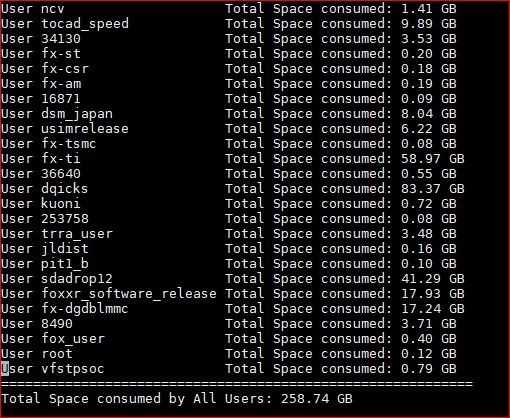 User ncv                    Total Space consumed: 1.41 GB
User tocad_speed            Total Space consumed: 9.89 GB
User 34130                  Total Space consumed: 3.53 GB
User fx-st                  Total Space consumed: 0.20 GB
User fx-csr                 Total Space consumed: 0.18 GB
User fx-am                  Total Space consumed: 0.19 GB
User 16871                  Total Space consumed: 0.09 GB
User dsm_japan              Total Space consumed: 8.04 GB
User usimrelease            Total Space consumed: 6.22 GB
User fx-tsmc                Total Space consumed: 0.08 GB
User fx-ti                  Total Space consumed: 58.97 GB
User 36640                  Total Space consumed: 0.55 GB
User dqicks                 Total Space consumed: 83.37 GB
User kuoni                  Total Space consumed: 0.72 GB
User 253758                 Total Space consumed: 0.08 GB
User trra_user              Total Space consumed: 3.48 GB
User jldist                 Total Space consumed: 0.16 GB
User pit1_b                 Total Space consumed: 0.10 GB
User sdadrop12              Total Space consumed: 41.29 GB
User foxxr_software_release Total Space consumed: 17.93 GB
User fx-dgdblmmc            Total Space consumed: 17.24 GB
User 8490                   Total Space consumed: 3.71 GB
User fox_user               Total Space consumed: 0.40 GB
User root                   Total Space consumed: 0.12 GB
User vfstpsoc               Total Space consumed: 0.79 GB
===========================================================
Total Space consumed by All Users: 258.74 GB